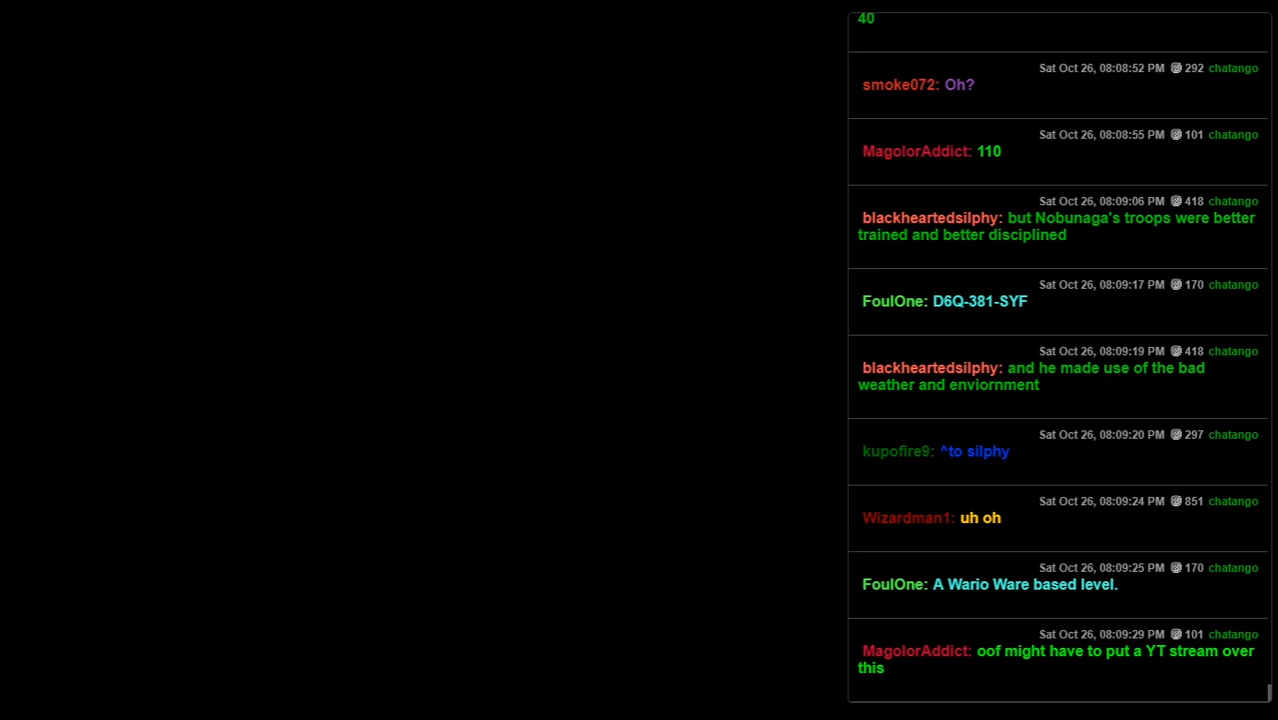 40
Sat Oct 26, 08:08:52 PM 292 chatango
smoke072: Oh?
Sat Oct 26, 08:08:55 PM 101 chatango
MagolorAddict: 110
Sat Oct 26, 08:09:06 PM 418 chatango
blackheartedsilphy: but Nobunaga's troops were better
trained and better disciplined
Sat Oct 26, 08:09:17 PM 170 chatango
FoulOne: D6Q-381-SYF
Sat Oct 26, 08:09:19 PM 418 chatango
blackheartedsilphy: and he made use of the bad
weather and enviornment
Sat Oct 26, 08:09:20 PM 297 chatango
kupofire9: ^to silphy
Sat Oct 26, 08:09:24 PM 851 chatango
Wizardman1: uh oh
Sat Oct 26, 08:09:25 PM 170 chatango
FoulOne: A Wario Ware based level.
Sat Oct 26, 08:09:29 PM 101 chatango
MagolorAddict: oof might have to put a YT stream over
this